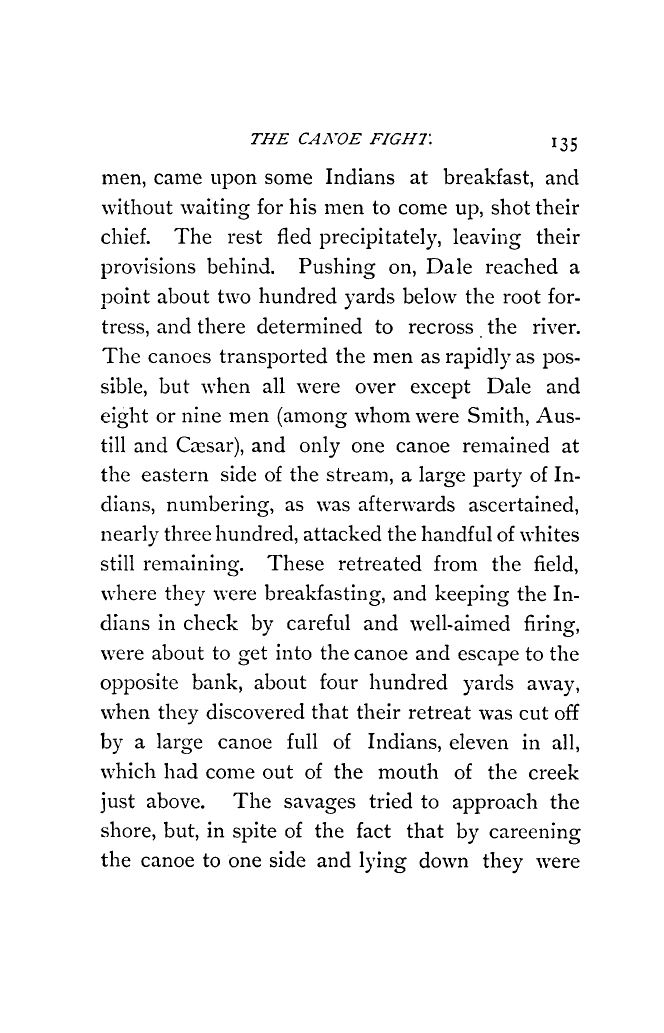 THE CANOE FIGHT. 135
men, came upon some Indians at breakfast, and
without waiting for his men to come up, shot their
chief. The rest fled precipitately, leaving their
provisions behind. Pushing on, Dale reached a
point about two hundred yards below the root for-
tress, and there determined to recross the river.
The canoes transported the men as rapidly as pos-
sible, but when all were over except Dale and
eight or nine men (among whom were Smith, Aus-
till and Cæsar), and only one canoe remained at
the eastern side of the stream, a large party of In-
dians, numbering, as was afterwards ascertained,
nearly three hundred, attacked the handful of whites
still remaining. These retreated from the field,
where they were breakfasting, and keeping the In-
dians in check by careful and well-aimed firing,
were about to get into the canoe and escape to the
opposite bank, about four hundred yards away,
when they discovered that their retreat was cut off
by a large canoe full of Indians, eleven in all,
which had come out of the mouth of the creek
just above. The savages tried to approach the
shore, but, in spite of the fact that by careening
the canoe to one side and lying down they were